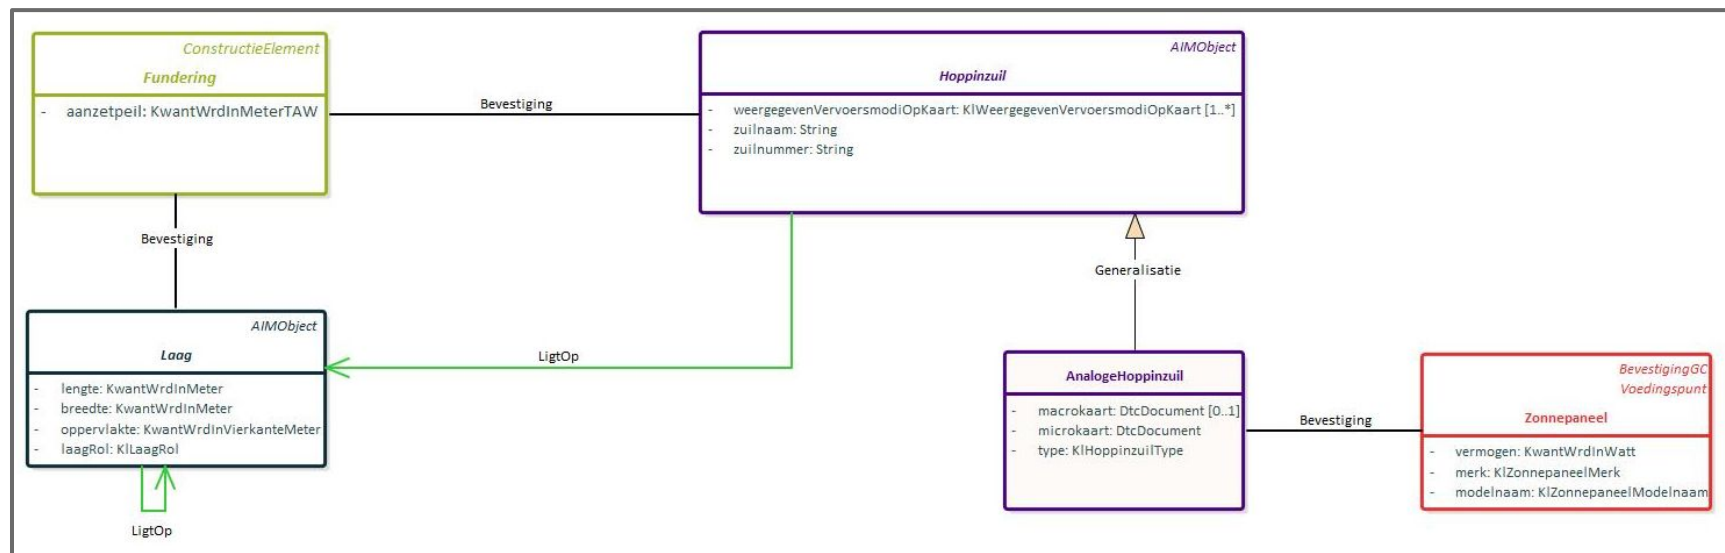 ConstructieElement
Fundering
- aanzetpeil: KwantWrdInMeterTAW
Bevestiging
AIMObject
Hoppinzuil
- weergegevenVervoersmodiOpKaart: KlWeergegevenVervoersmodiOpKaart [1..*]
- zuilnaam: String
- zuilnummer: String
Bevestiging
Generalisatie
AIMObject
Laag
- lengte: KwantWrdInMeter
- breedte: KwantWrdInMeter
- oppervlakte: KwantWrdInVierkanteMeter
- laagRol: KlLaagRol
LigtOp
LigtOp
AnalogeHoppinzuil
- macrokaart: DtcDocument [0..1]
- microkaart: DtcDocument
- type: KlHoppinzuilType
Bevestiging
BevestigingGC
Voedingspunt
Zonnepaneel
- vermogen: KwantWrdInWatt
- merk: KlZonnepaneelMerk
- modelnaam: KlZonnepaneelModelnaam